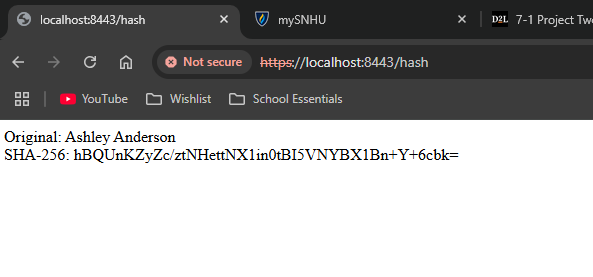 localhost:8443/hash
mySNHU
D2L 7-1 Project Two
Not secure https://localhost:8443/hash
YouTube Wishlist School Essentials
Original: Ashley Anderson
SHA-256: hBQUnKZyZc/ztNHettNX1in0tBI5VNYBX1Bn+Y+6cbk=